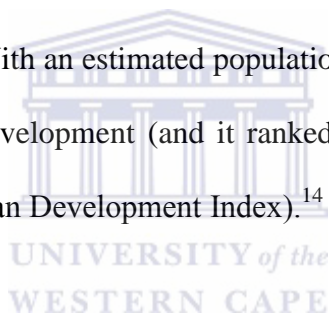 ith an estimated populatio
velopment (and it ranked
an Development Index).14
UNIVERSITY of the
WESTERN CAPE